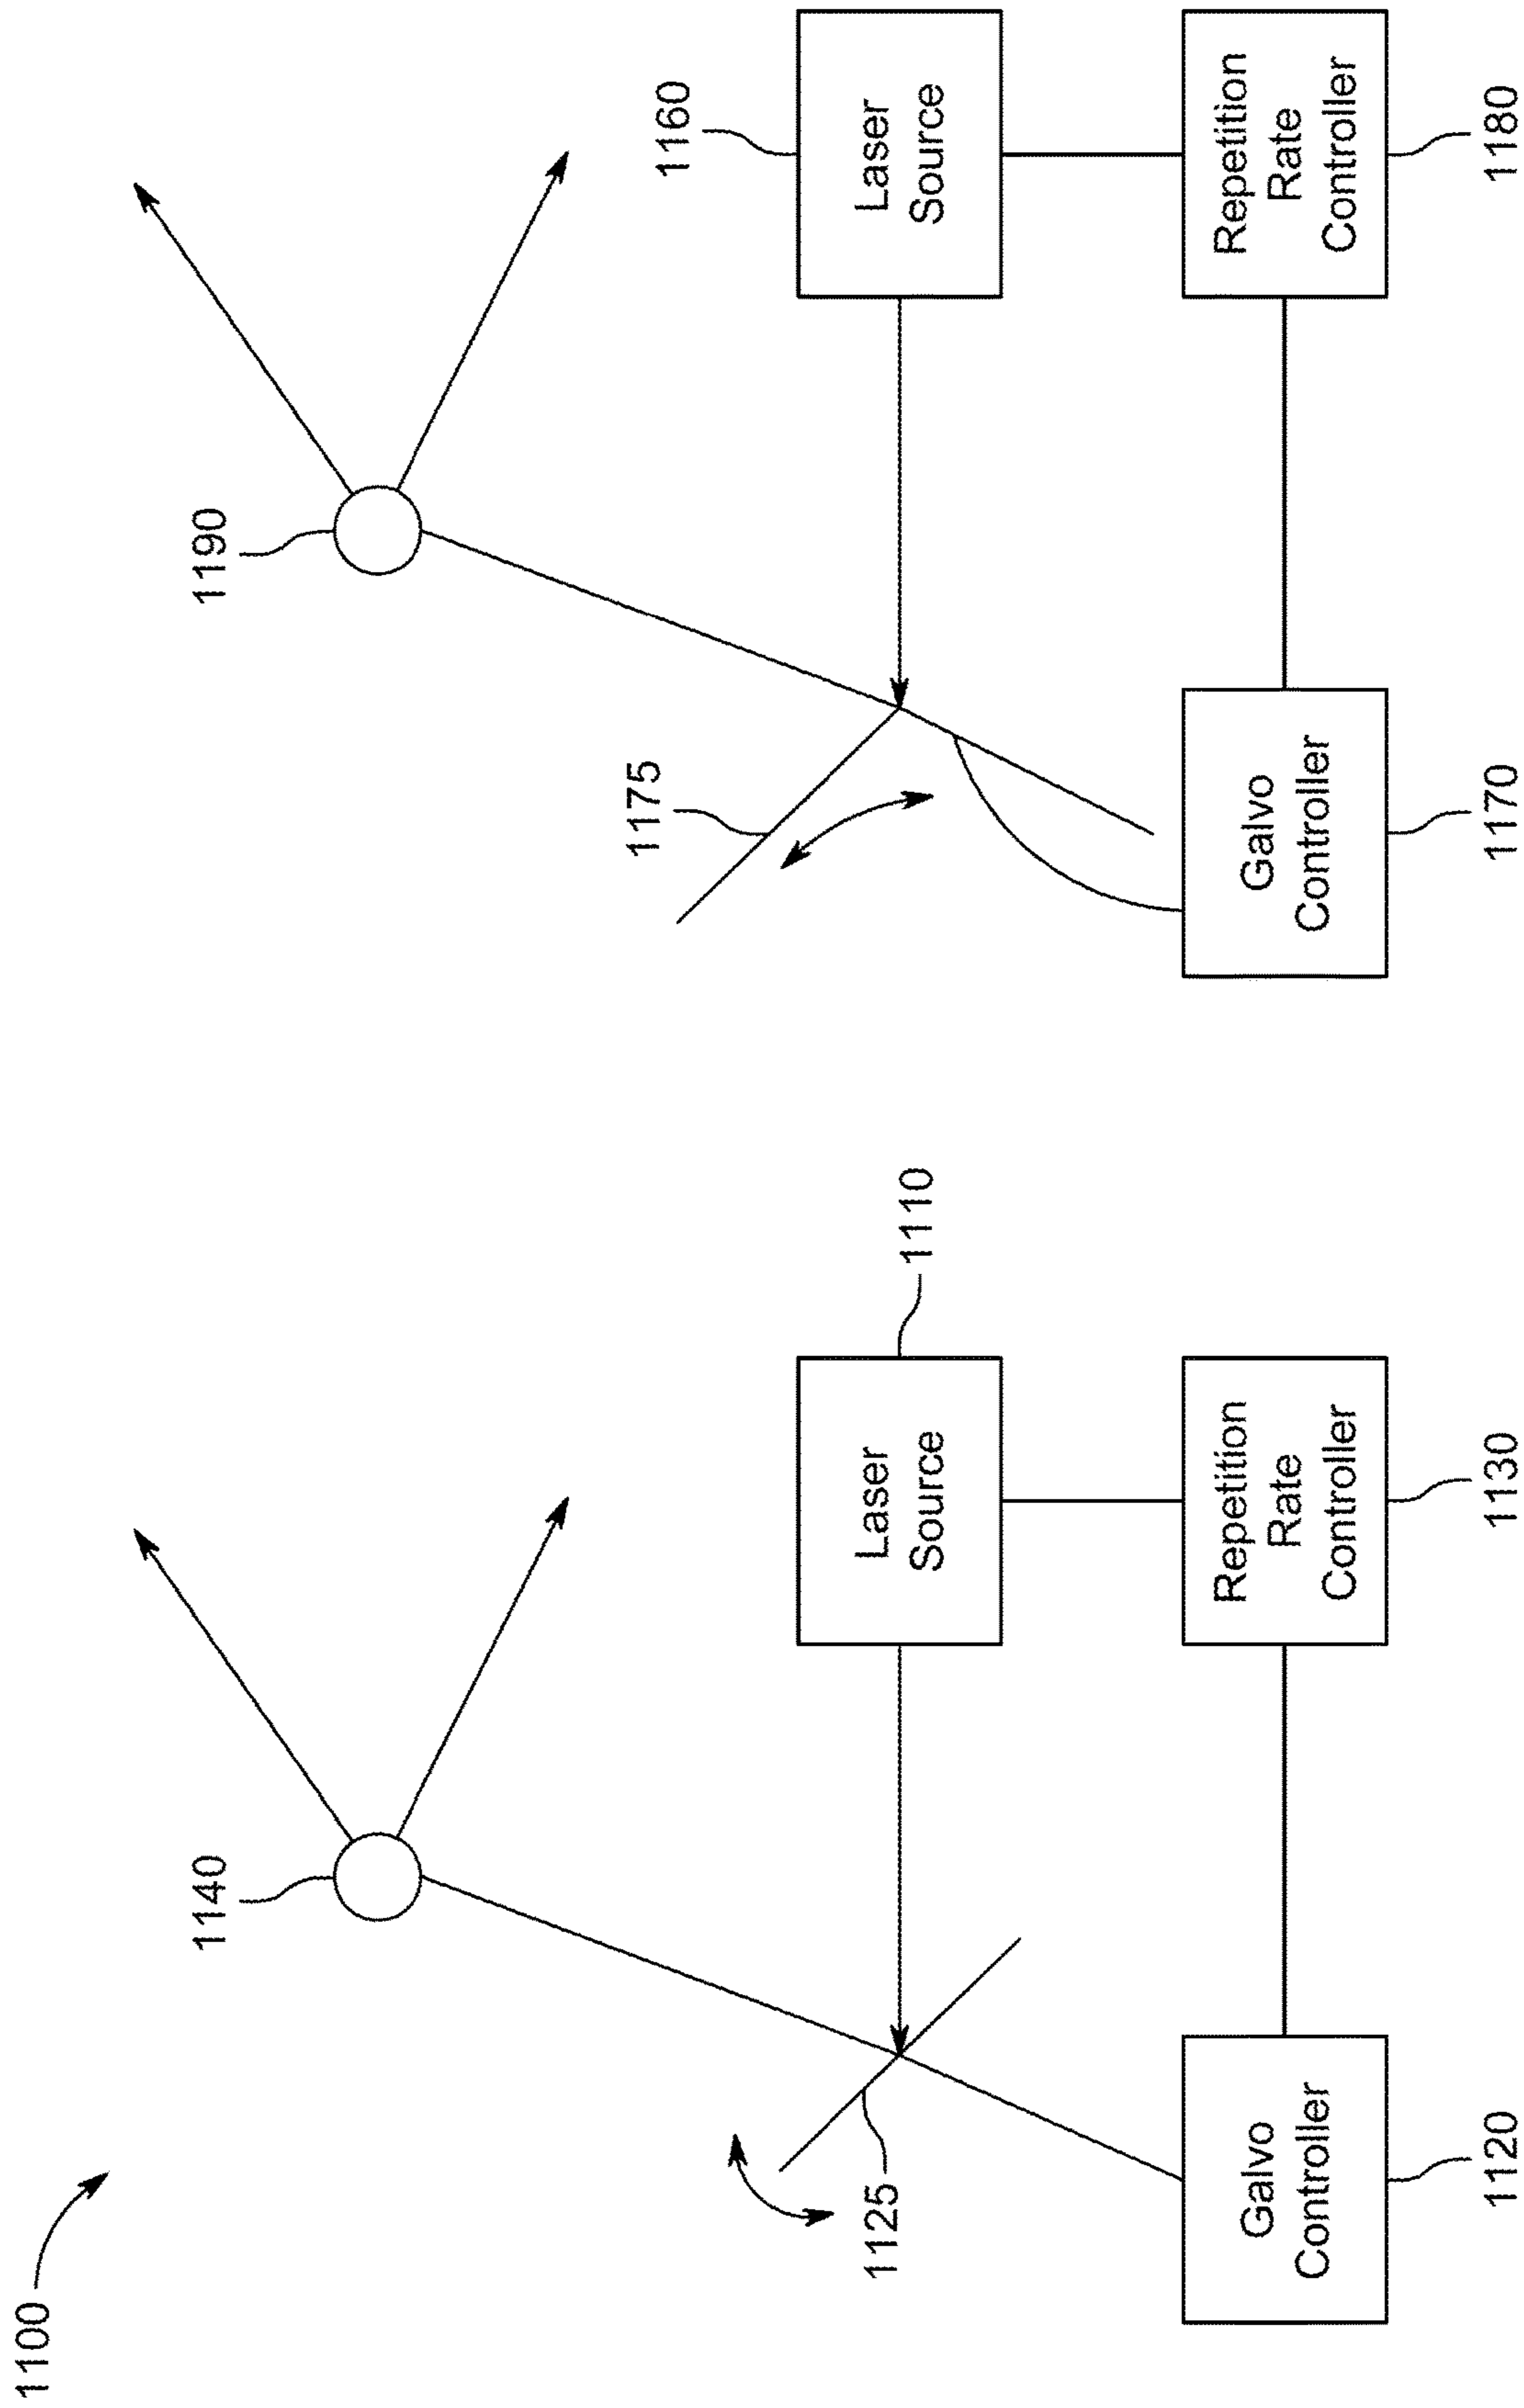 1100
1140
1125
Laser
Source
1110
Galvo
Controller
1120
Repetition
Rate
Controller
1130
1190
1175
Laser
Source
1160
Galvo
Controller
1170
Repetition
Rate
Controller
1180